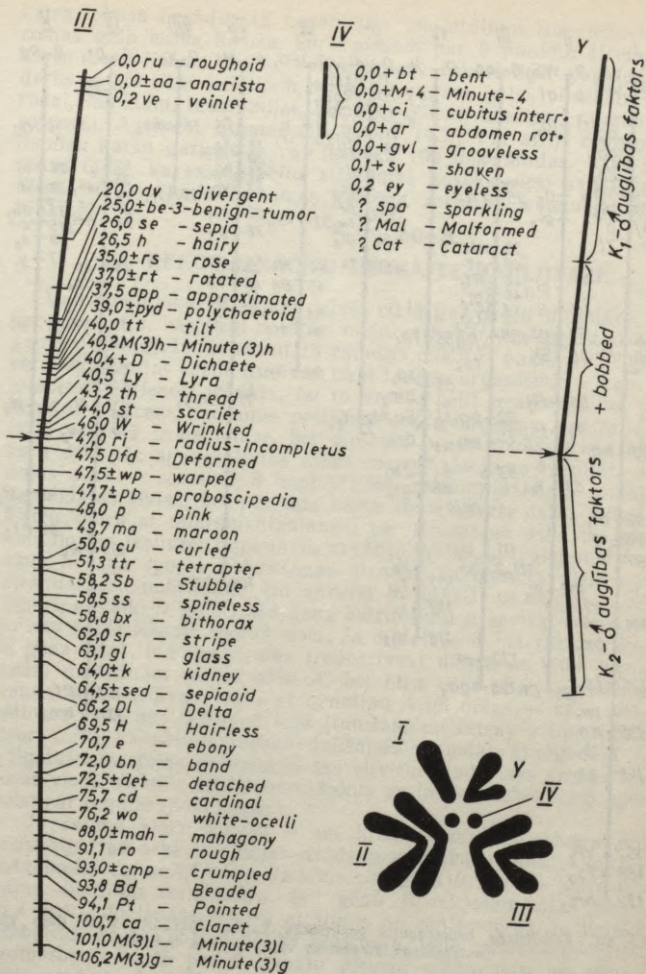 III
0,0 ru – roughoid
0,0±aa – anarista
0,2 ve – veinlet
20,0 dv – divergent
25,0±be-3 – benign-tumor
26,0 se – sepia
26,5 h – hairy
35,0±rs – rose
37,0±rt – rotated
37,5 app – approximated
39,0±pyd – polychaetoid
40,0 tt – tilt
40,2 M(3)h – Minute(3)h
40,4+D – Dichaete
40,5 Ly – Lyra
43,2 th – thread
44,0 st – scariet
46,0 W – Wrinkled
47,0 ri – radius-incompletus
47,5 Dfd – Deformed
47,5±wp – warped
47,7±pb – proboscipedia
48,0 p – pink
49,7 ma – maroon
50,0 cu – curled
51,3 ttr – tetrapter
58,2 Sb – Stubble
58,5 ss – spineless
58,8 bx – bithorax
62,0 sr – stripe
63,1 gl – glass
64,0±k – kidney
64,5±sed – sepiaoid
66,2 Dl – Delta
69,5 H – Hairless
70,7 e – ebony
72,0 bn – band
72,5±det – detached
75,7 cd – cardinal
76,2 wo – white-ocelli
88,0±mah – mahagony
91,1 ro – rough
93,0±cmp – crumpled
93,8 Bd – Beaded
94,1 Pt – Pointed
100,7 ca – claret
101,0 M(3)l – Minute(3)l
106,2 M(3)g – Minute(3)g
IV
0,0+bt – bent
0,0+M-4 – Minute-4
0,0+ci – cubitus interr.
0,0+ar – abdomen rot.
0,0+gvl – grooveless
0,1+sv – shaven
0,2 ey – eyeless
? spa – sparkling
? Mal – Malformed
? Cat – Cataract
Y
K₁-♂ auglības faktors
+ bobbed
K₂-♂ auglības faktors
I
Y
IV
II
III